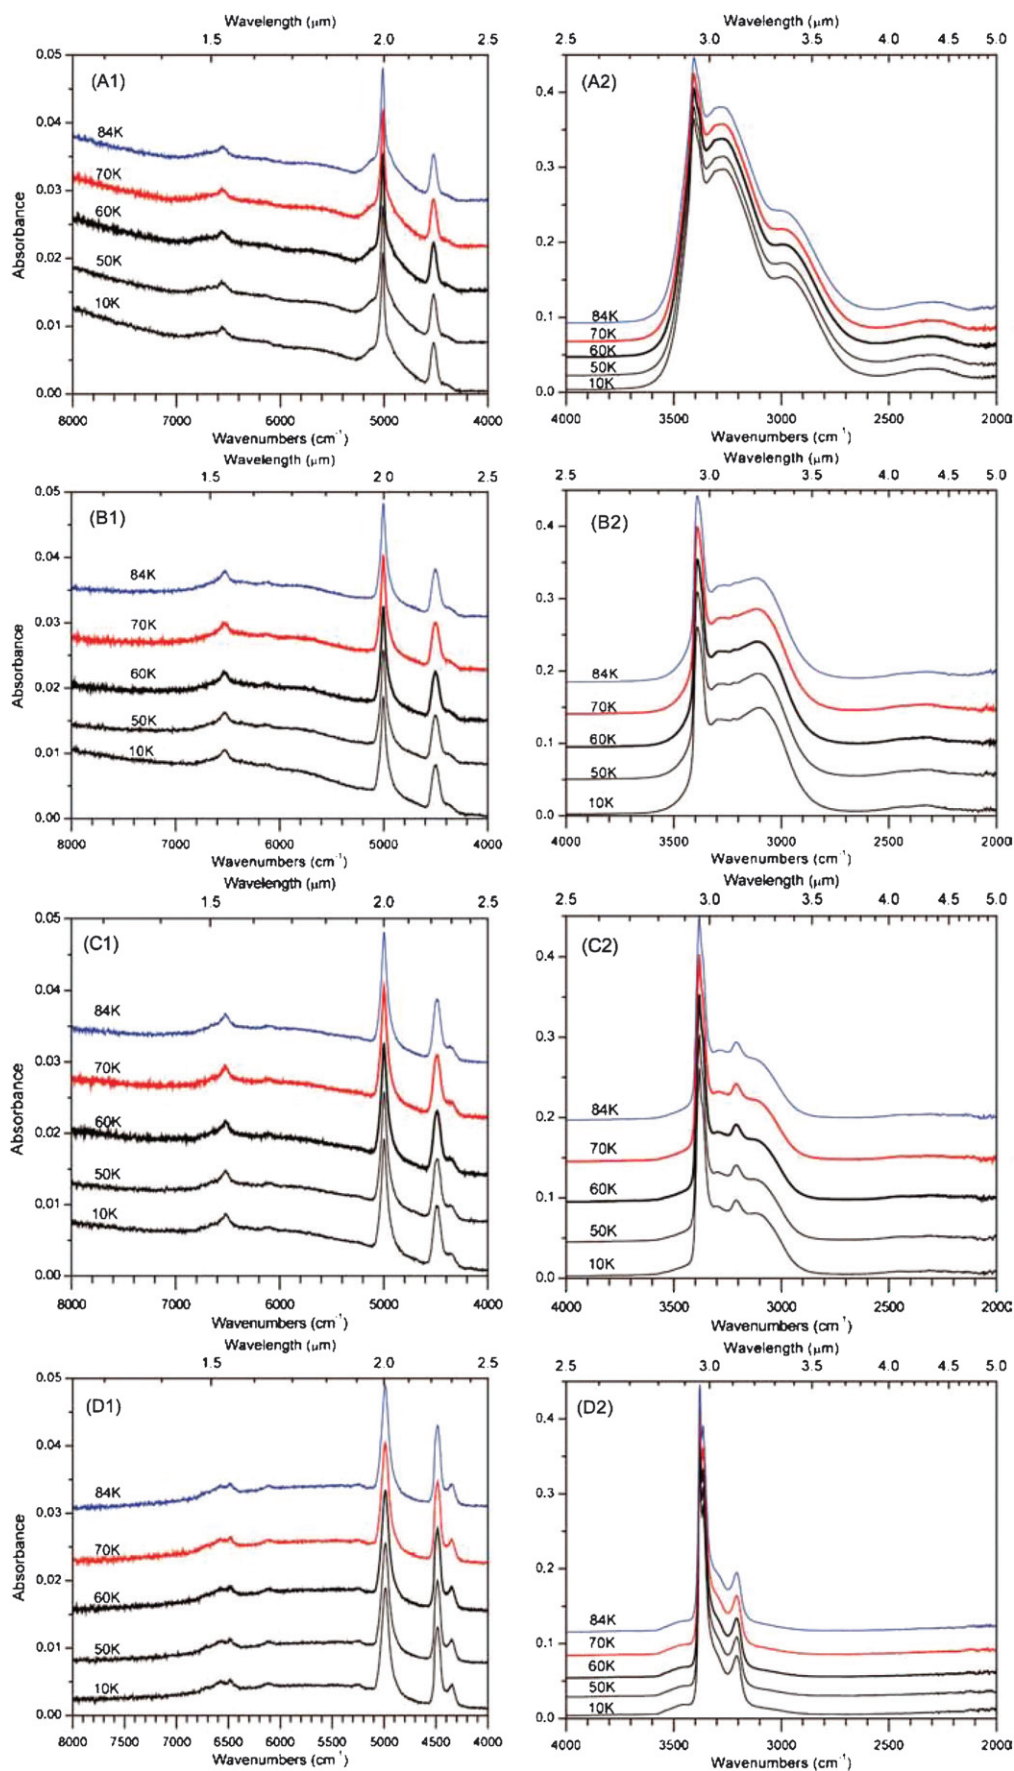 Wavelength (μm)
1.5 2.0 2.5
0.05
(A1)
0.04
84K
70K
0.03
60K
0.02
50K
10K
0.01
0.00
Absorbance
8000 7000 6000 5000 4000
Wavenumbers (cm⁻¹)
Wavelength (μm)
2.5 3.0 3.5 4.0 4.5 5.0
(A2)
0.4
0.3
0.2
0.1
84K
70K
60K
50K
10K
0.0
4000 3500 3000 2500 2000
Wavenumbers (cm⁻¹)
Wavelength (μm)
1.5 2.0 2.5
0.05
(B1)
0.04
84K
0.03
70K
60K
0.02
50K
0.01
10K
0.00
Absorbance
8000 7000 6000 5000 4000
Wavenumbers (cm⁻¹)
Wavelength (μm)
2.5 3.0 3.5 4.0 4.5 5.0
(B2)
0.4
0.3
0.2
84K
70K
0.1
60K
50K
10K
0.0
4000 3500 3000 2500 2000
Wavenumbers (cm⁻¹)
Wavelength (μm)
1.5 2.0 2.5
0.05
(C1)
0.04
84K
0.03
70K
60K
0.02
50K
0.01
10K
0.00
Absorbance
8000 7000 6000 5000 4000
Wavenumbers (cm⁻¹)
Wavelength (μm)
2.5 3.0 3.5 4.0 4.5 5.0
(C2)
0.4
0.3
0.2
84K
70K
60K
0.1
50K
10K
0.0
4000 3500 3000 2500 2000
Wavenumbers (cm⁻¹)
Wavelength (μm)
1.5 2.0 2.5
0.05
(D1)
0.04
84K
0.03
70K
0.02
60K
0.01
50K
10K
0.00
Absorbance
8000 7500 7000 6500 6000 5500 5000 4500 4000
Wavenumbers (cm⁻¹)
Wavelength (μm)
2.5 3.0 3.5 4.0 4.5 5.0
(D2)
0.4
0.3
0.2
84K
0.1
70K
60K
50K
10K
0.0
4000 3500 3000 2500 2000
Wavenumbers (cm⁻¹)